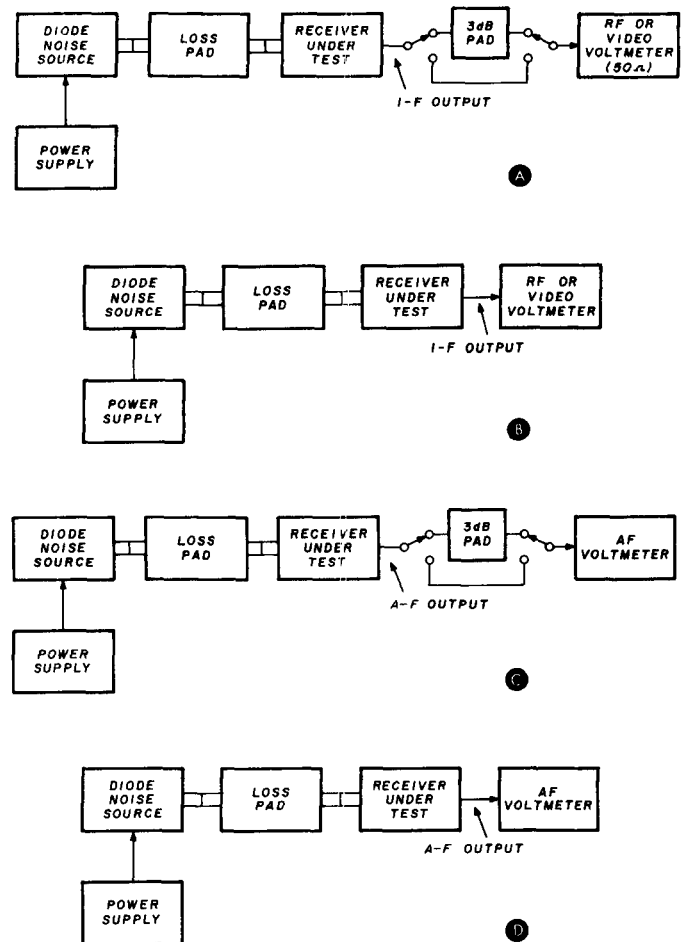 DIODE
NOISE
SOURCE
LOSS
PAD
RECEIVER
UNDER
TEST
3dB
PAD
RF OR
VIDEO
VOLTMETER
(50Ω)
I-F OUTPUT
POWER
SUPPLY
A
DIODE
NOISE
SOURCE
LOSS
PAD
RECEIVER
UNDER
TEST
RF OR
VIDEO
VOLTMETER
I-F OUTPUT
POWER
SUPPLY
B
DIODE
NOISE
SOURCE
LOSS
PAD
RECEIVER
UNDER
TEST
3dB
PAD
AF
VOLTMETER
A-F OUTPUT
POWER
SUPPLY
C
DIODE
NOISE
SOURCE
LOSS
PAD
RECEIVER
UNDER
TEST
AF
VOLTMETER
A-F OUTPUT
POWER
SUPPLY
D